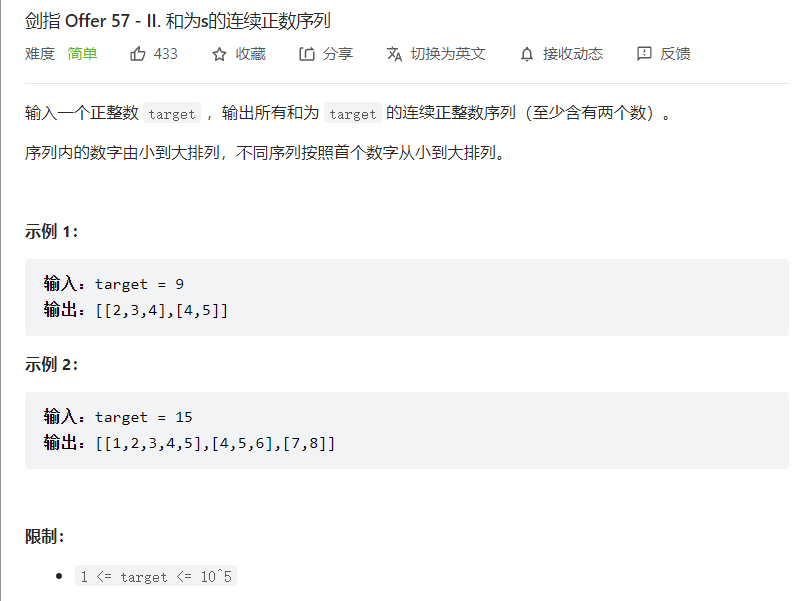 剑指 Offer 57 - II. 和为s的连续正数序列
难度 简单 433 收藏 分享 切换为英文 接收动态 反馈
输入一个正整数 target ，输出所有和为 target 的连续正整数序列（至少含有两个数）。
序列内的数字由小到大排列，不同序列按照首个数字从小到大排列。
示例 1：
输入：target = 9
输出：[[2,3,4],[4,5]]
示例 2：
输入：target = 15
输出：[[1,2,3,4,5],[4,5,6],[7,8]]
限制：
• 1 <= target <= 10^5